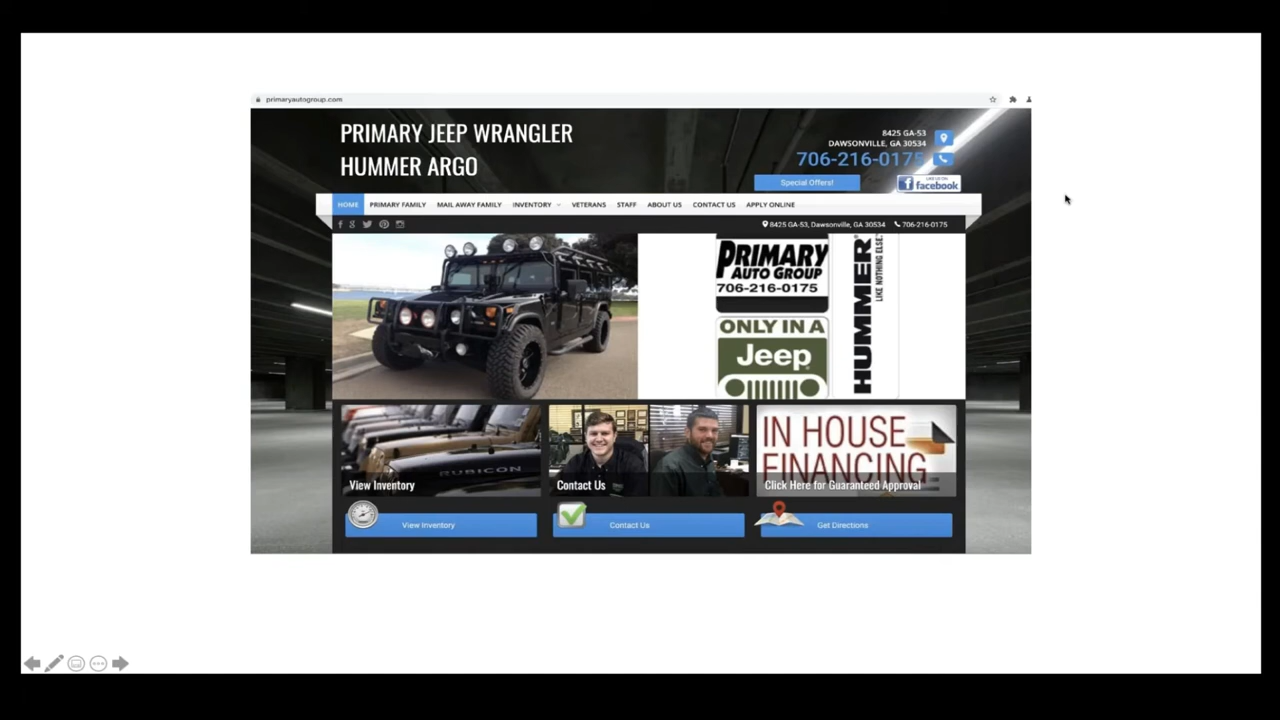 primaryautogroup.com
PRIMARY JEEP WRANGLER
HUMMER ARGO
8425 GA-53
DAWSONVILLE, GA 30534
706-216-0175
Special Offers!
LIKE US ON
facebook
HOME PRIMARY FAMILY MAIL AWAY FAMILY INVENTORY VETERANS STAFF ABOUT US CONTACT US APPLY ONLINE
8425 GA-53, Dawsonville, GA 30534 706-216-0175
PRIMARY
AUTO GROUP
706-216-0175
ONLY IN A
Jeep
HUMMER
LIKE NOTHING ELSE.
RUBICON
View Inventory
Contact Us
IN HOUSE
FINANCING
Click Here for Guaranteed Approval
View Inventory
Contact Us
Get Directions